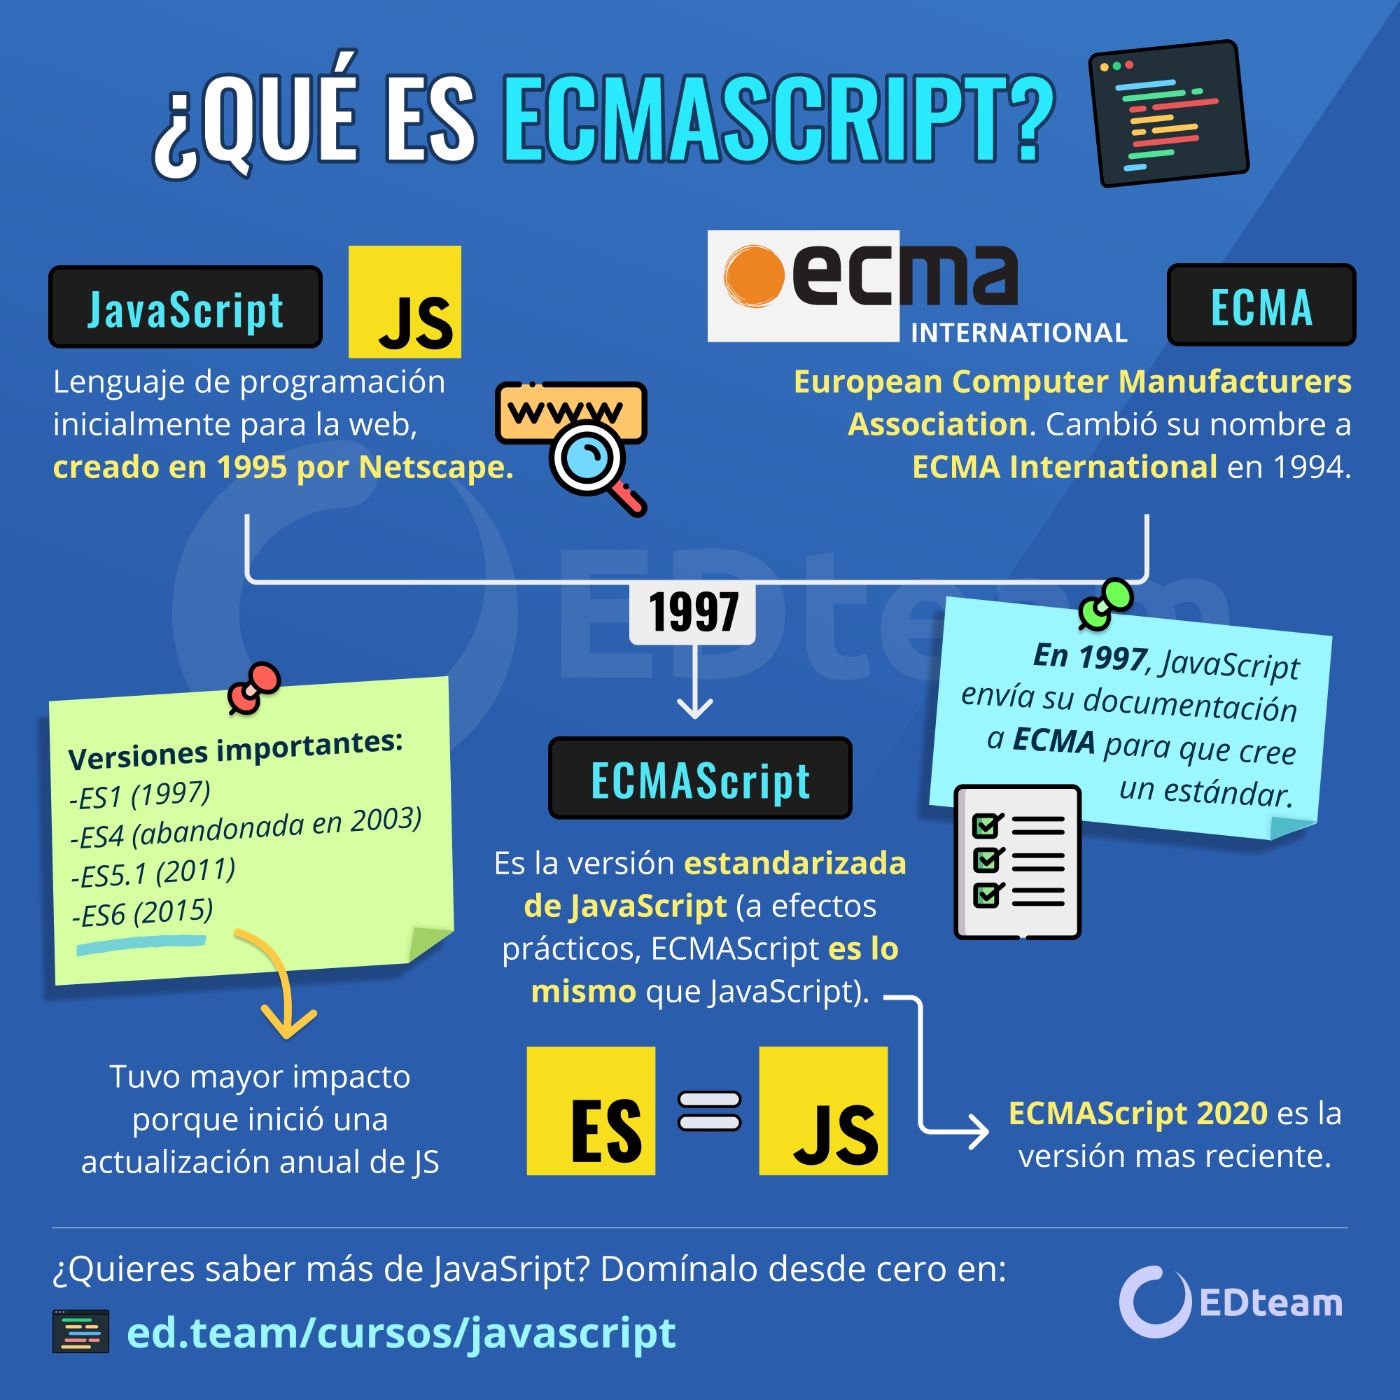 ¿QUÉ ES ECMASCRIPT?
JavaScript
JS
Lenguaje de programación
inicialmente para la web,
creado en 1995 por Netscape.
www
ecma
INTERNATIONAL
ECMA
European Computer Manufacturers
Association. Cambió su nombre a
ECMA International en 1994.
1997
EDteam
En 1997, JavaScript
envía su documentación
a ECMA para que cree
un estándar.
Versiones importantes:
-ES1 (1997)
-ES4 (abandonada en 2003)
-ES5.1 (2011)
-ES6 (2015)
Tuvo mayor impacto
porque inició una
actualización anual de JS
ECMAScript
Es la versión estandarizada
de JavaScript (a efectos
prácticos, ECMAScript es lo
mismo que JavaScript).
ES = JS
ECMAScript 2020 es la
versión mas reciente.
¿Quieres saber más de JavaSript? Domínalo desde cero en:
ed.team/cursos/javascript
EDteam